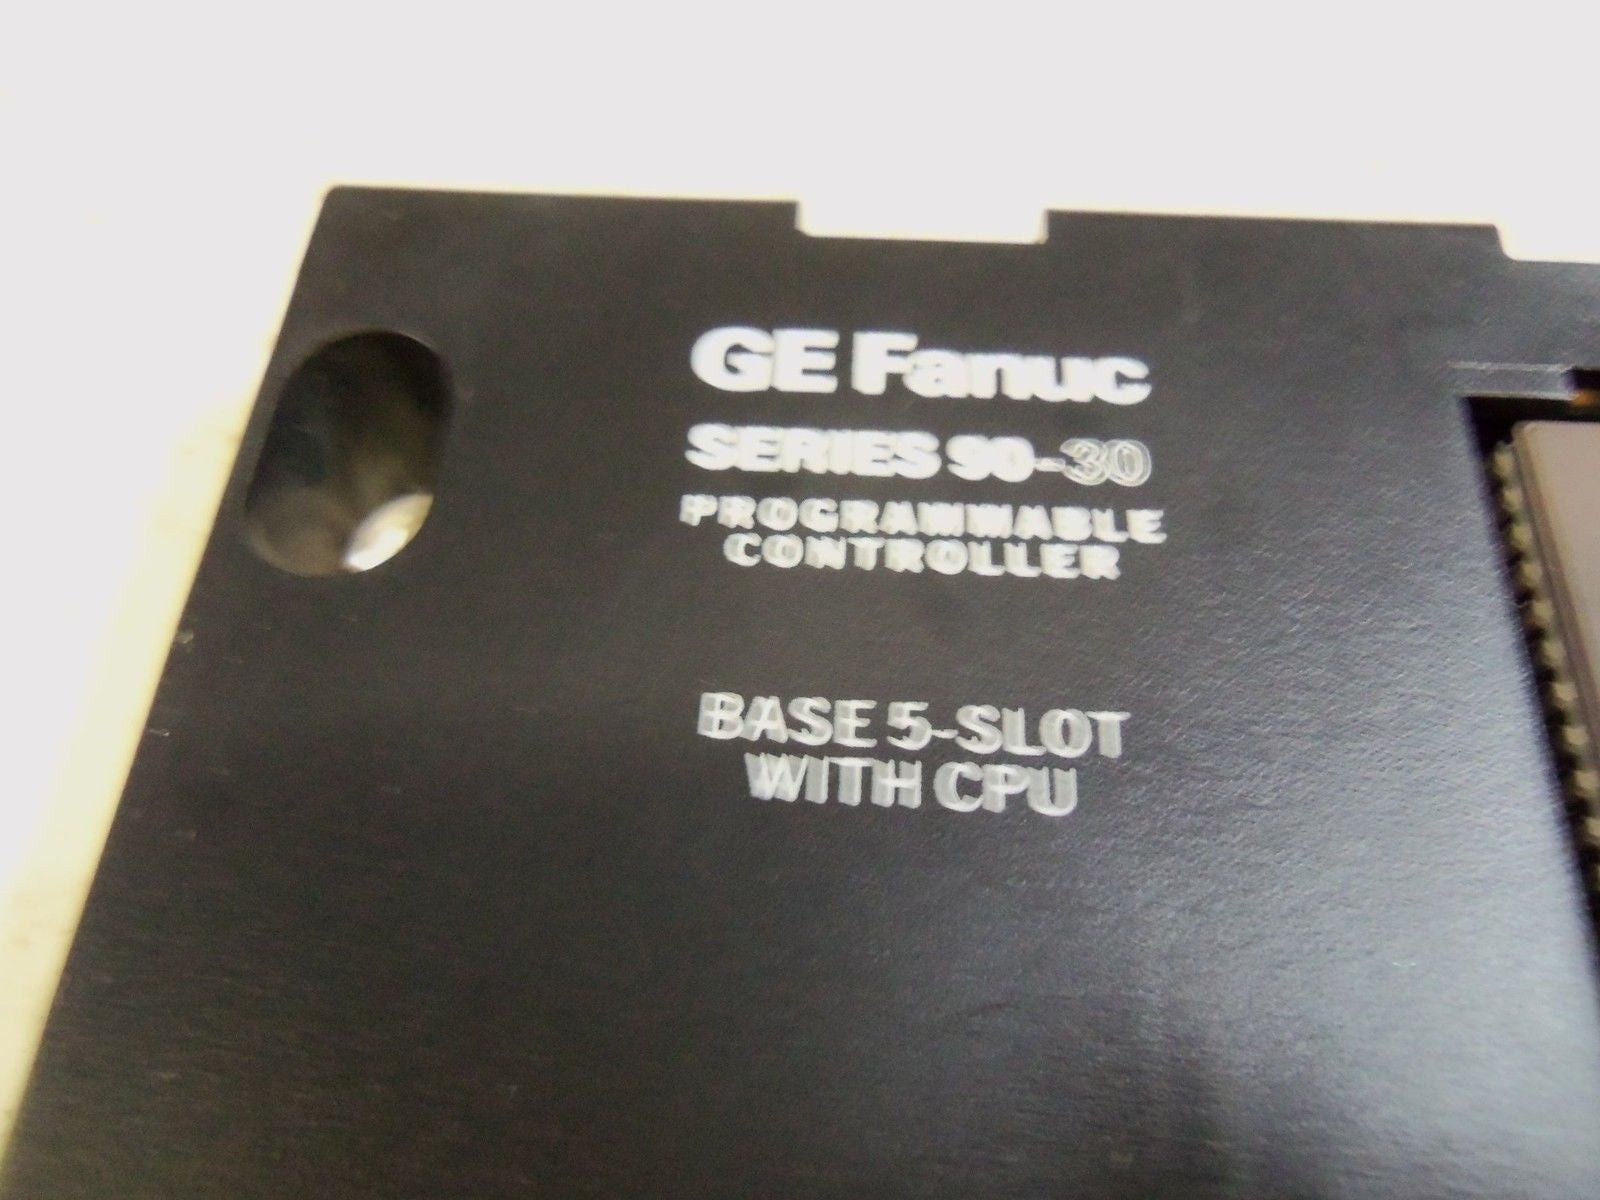 GE Fanuc
SERIES 90-30
PROGRAMMABLE
CONTROLLER
BASE 5-SLOT
WITH CPU